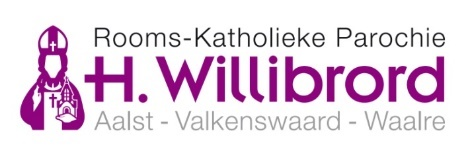 Rooms-Katholieke Parochie
H. Willibrord
Aalst - Valkenswaard - Waalre